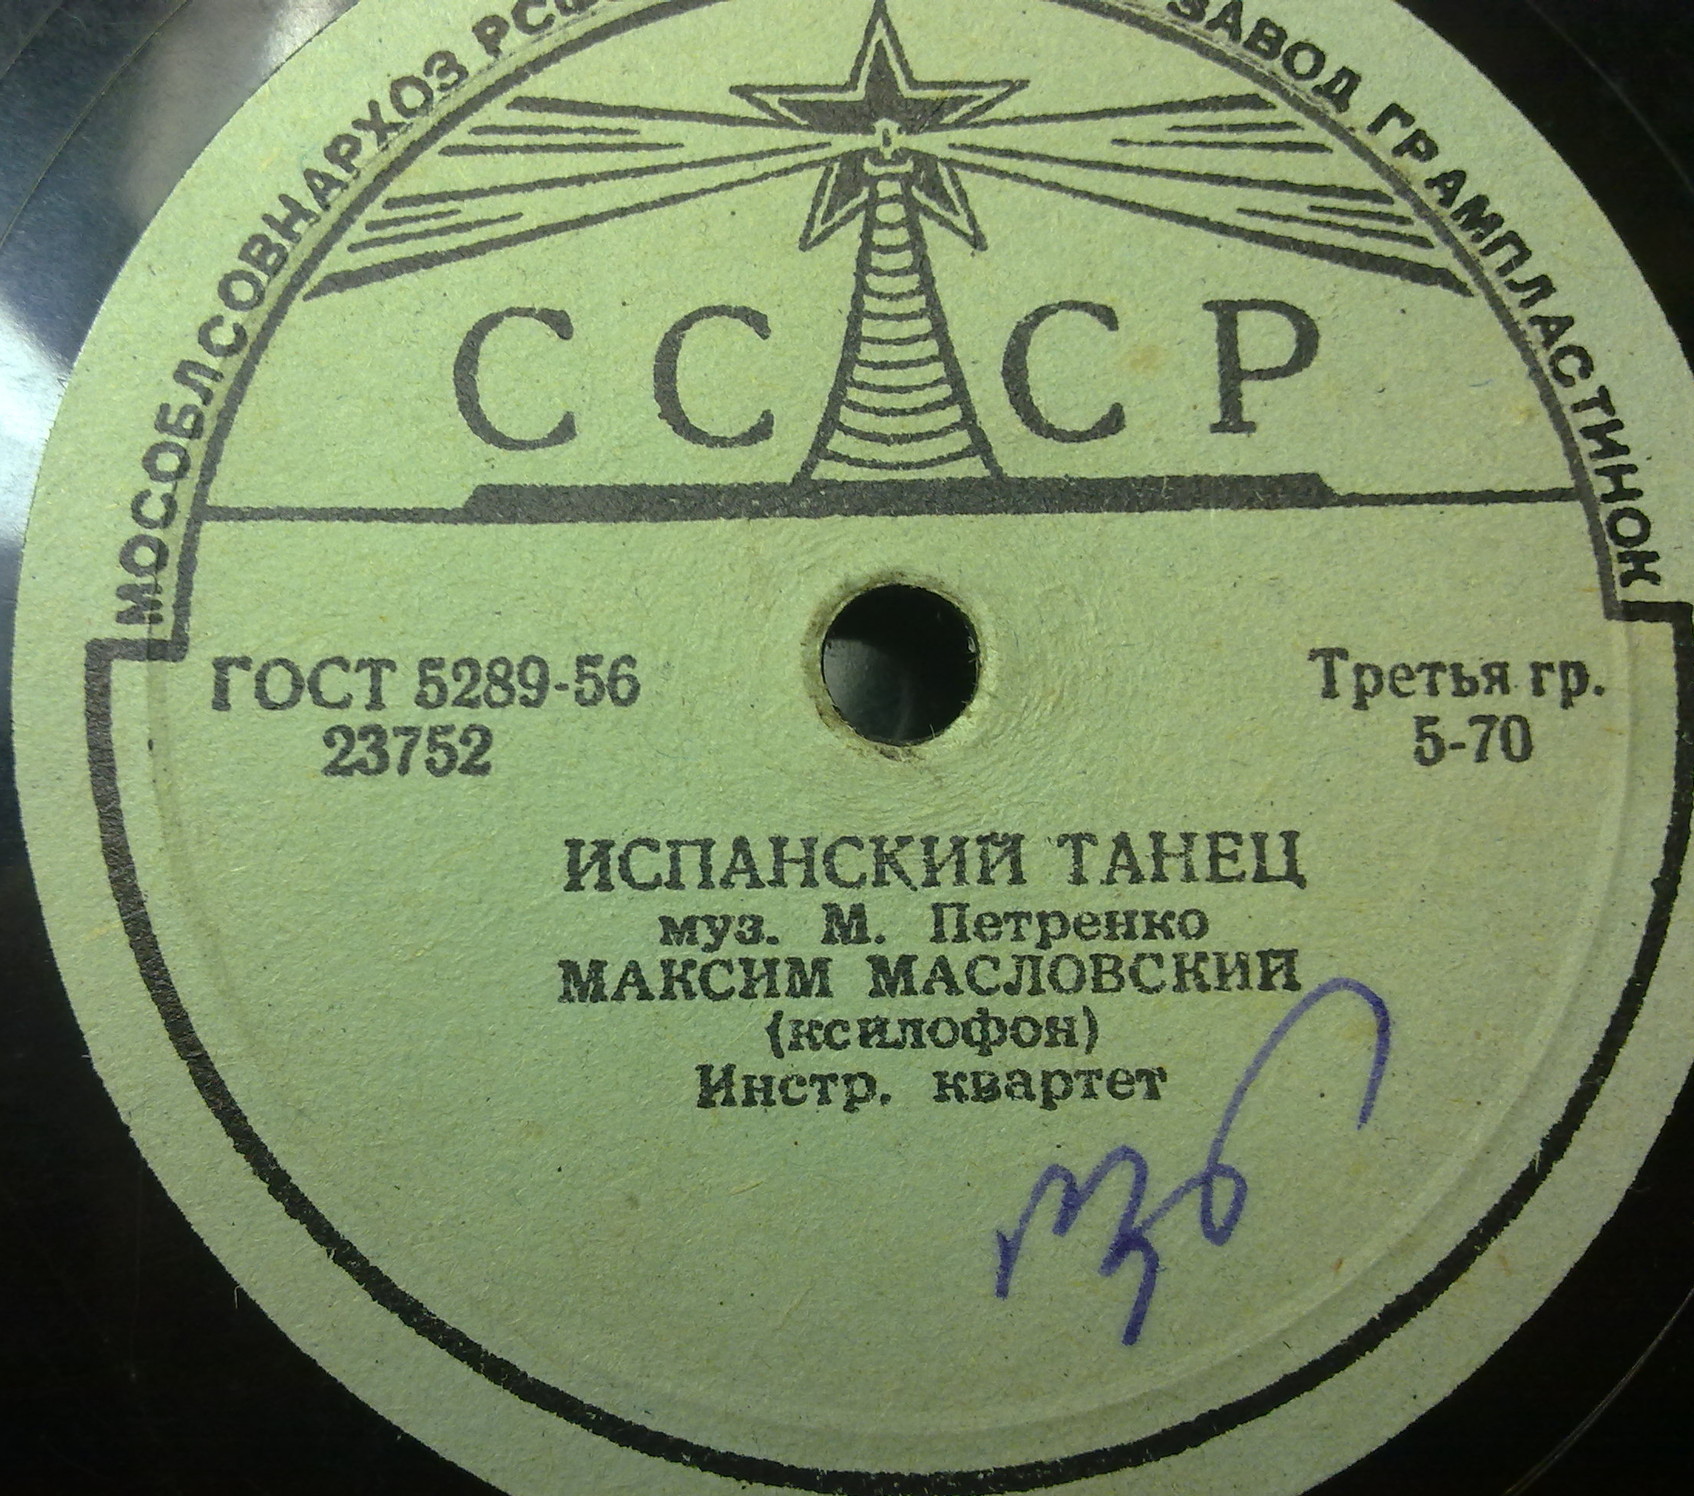 МОСОБЛСОВНАРХОЗ
ЗАВОД ГРАМПЛАСТИНОК
СССР
ГОСТ 5289-56
23752
Третья гр.
5-70
ИСПАНСКИЙ ТАНЕЦ
муз. М. Петренко
МАКСИМ МАСЛОВСКИЙ
(ксилофон)
Инстр. квартет